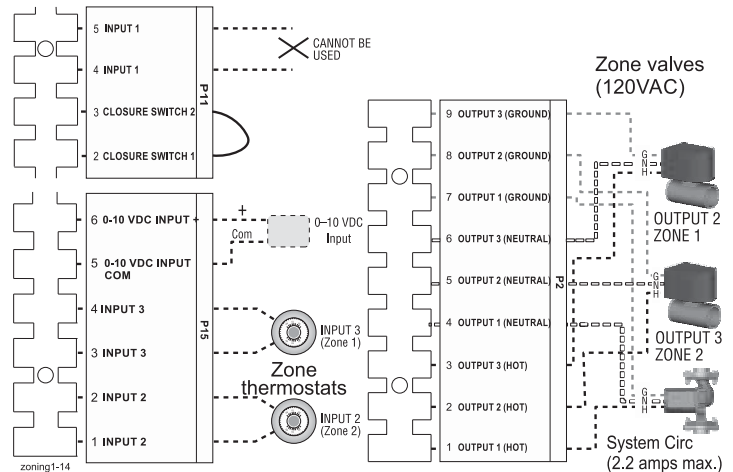 5 INPUT 1
4 INPUT 1
CANNOT BE
USED
3 CLOSURE SWITCH 2
2 CLOSURE SWITCH 1
P11
6 0-10 VDC INPUT +
+
Com
0–10 VDC
Input
5 0-10 VDC INPUT
COM
4 INPUT 3
3 INPUT 3
INPUT 3
(Zone 1)
P15
Zone
thermostats
2 INPUT 2
1 INPUT 2
INPUT 2
(Zone 2)
zoning1-14
Zone valves
(120VAC)
9 OUTPUT 3 (GROUND)
8 OUTPUT 2 (GROUND)
7 OUTPUT 1 (GROUND)
6 OUTPUT 3 (NEUTRAL)
5 OUTPUT 2 (NEUTRAL)
4 OUTPUT 1 (NEUTRAL)
3 OUTPUT 3 (HOT)
2 OUTPUT 2 (HOT)
1 OUTPUT 1 (HOT)
P2
G
N
H
OUTPUT 2
ZONE 1
G
N
H
OUTPUT 3
ZONE 2
G
N
H
System Circ
(2.2 amps max.)